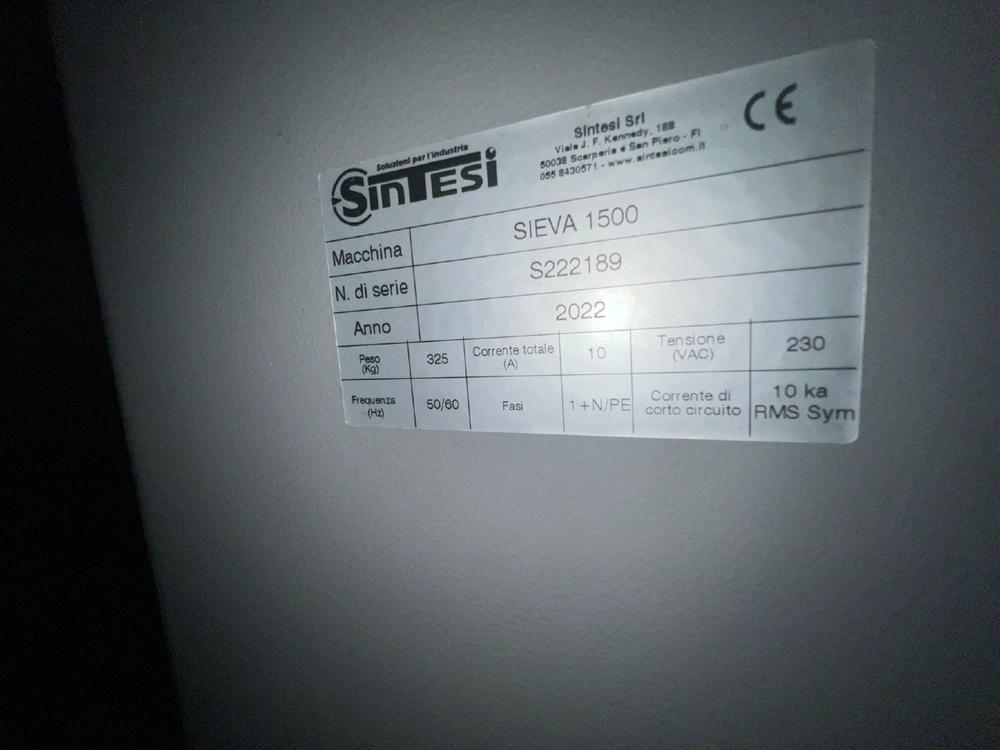 Soluzioni per l'industria
SinTESi
Sintesi Srl
Viale J. F. Kennedy, 188
50038 Scarperia e San Piero - FI
055 8430571 - www.sintesicom.it
CE
Macchina SIEVA 1500
N. di serie S222189
Anno 2022
Peso (Kg) 325 Corrente totale (A) 10 Tensione (VAC) 230
Frequenza (Hz) 50/60 Fasi 1+N/PE Corrente di corto circuito 10 ka RMS Sym